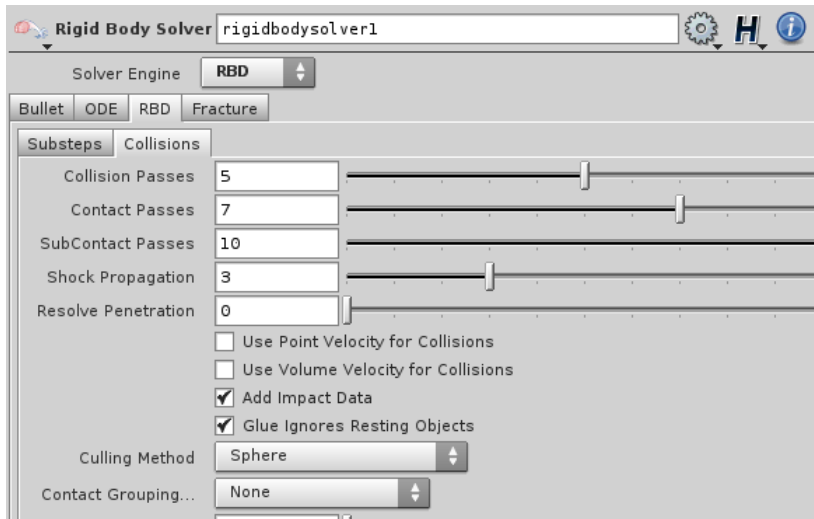 Rigid Body Solver rigidbodysolver1 H i
Solver Engine RBD
Bullet ODE RBD Fracture
Substeps Collisions
Collision Passes 5
Contact Passes 7
SubContact Passes 10
Shock Propagation 3
Resolve Penetration 0
Use Point Velocity for Collisions
Use Volume Velocity for Collisions
Add Impact Data
Glue Ignores Resting Objects
Culling Method Sphere
Contact Grouping... None